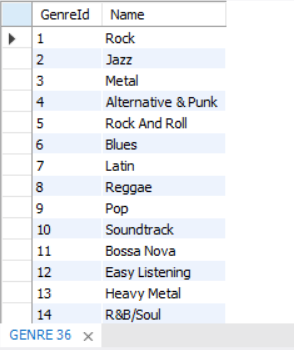 GenreId Name
1 Rock
2 Jazz
3 Metal
4 Alternative & Punk
5 Rock And Roll
6 Blues
7 Latin
8 Reggae
9 Pop
10 Soundtrack
11 Bossa Nova
12 Easy Listening
13 Heavy Metal
14 R&B/Soul
GENRE 36 ×